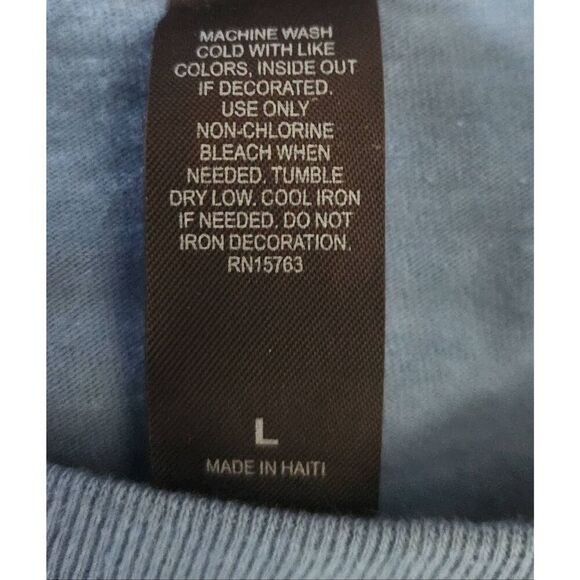 MACHINE WASH
COLD WITH LIKE
COLORS, INSIDE OUT
IF DECORATED.
USE ONLY
NON-CHLORINE
BLEACH WHEN
NEEDED. TUMBLE
DRY LOW. COOL IRON
IF NEEDED. DO NOT
IRON DECORATION.
RN15763
L
MADE IN HAITI